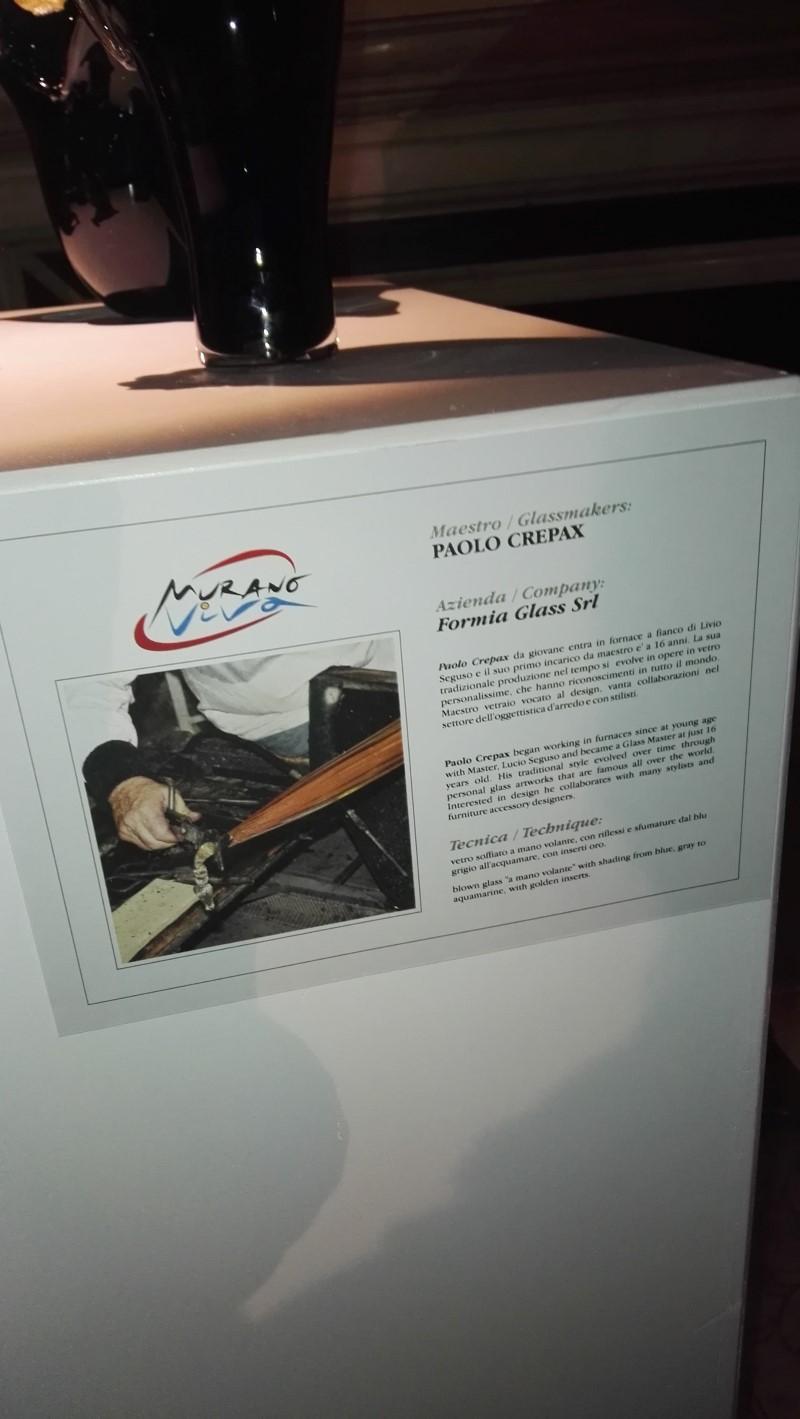 MURANO
viva
Maestro / Glassmakers:
PAOLO CREPAX
Azienda / Company:
Formia Glass Srl
Paolo Crepax da giovane entra in fornace a fianco di Livio
Seguso e il suo primo incarico da maestro e' a 16 anni. La sua
tradizionale produzione nel tempo si evolve in opere in vetro
personalissime, che hanno riconoscimenti in tutto il mondo.
Maestro vetraio vocato al design, vanta collaborazioni nel
settore dell'oggettistica d'arredo e con stilisti.
Paolo Crepax began working in furnaces since at young age
with Master, Lucio Seguso and became a Glass Master at just 16
years old. His traditional style evolved over time through
personal glass artworks that are famous all over the world.
Interested in design he collaborates with many stylists and
furniture accessory designers.
Tecnica / Technique:
vetro soffiato a mano volante, con riflessi e sfumature dal blu
grigio all'acquamare, con inserti oro.
blown glass "a mano volante" with shading from blue, gray to
aquamarine, with golden inserts.